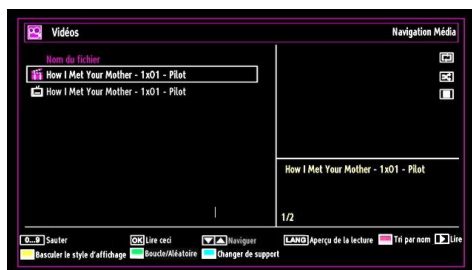 Vidéos
Navigation Média
Nom du fichier
How I Met Your Mother - 1x01 - Pilot
How I Met Your Mother - 1x01 - Pilot
How I Met Your Mother - 1x01 - Pilot
1/2
0...9 Sauter OK Lire ceci Naviguer LANG Aperçu de la lecture Tri par nom Lire
Basculer le style d'affichage Boucle/Aléatoire Changer de support